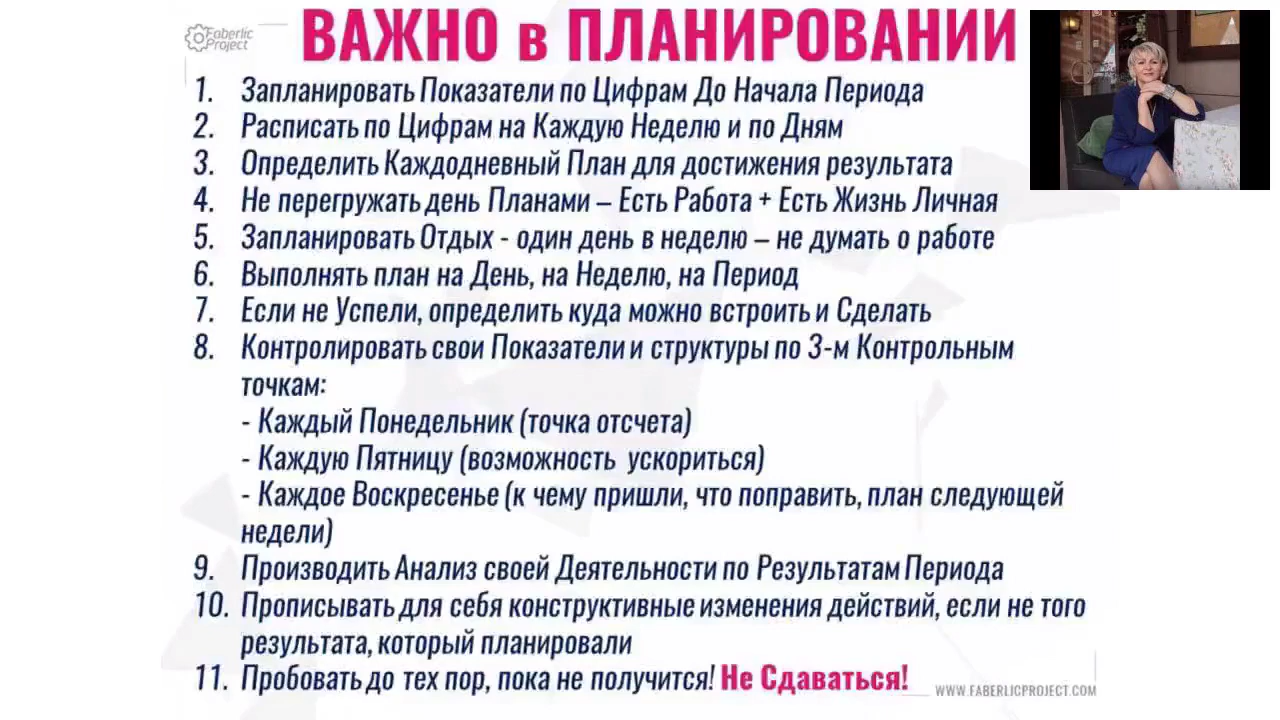 Faberlic
Project
ВАЖНО в ПЛАНИРОВАНИИ
1. Запланировать Показатели по Цифрам До Начала Периода
2. Расписать по Цифрам на Каждую Неделю и по Дням
3. Определить Каждодневный План для достижения результата
4. Не перегружать день Планами – Есть Работа + Есть Жизнь Личная
5. Запланировать Отдых - один день в неделю – не думать о работе
6. Выполнять план на День, на Неделю, на Период
7. Если не Успели, определить куда можно встроить и Сделать
8. Контролировать свои Показатели и структуры по 3-м Контрольным
точкам:
- Каждый Понедельник (точка отсчета)
- Каждую Пятницу (возможность ускориться)
- Каждое Воскресенье (к чему пришли, что поправить, план следующей
недели)
9. Производить Анализ своей Деятельности по Результатам Периода
10. Прописывать для себя конструктивные изменения действий, если не того
результата, который планировали
11. Пробовать до тех пор, пока не получится! Не Сдаваться!
WWW.FABERLICPROJECT.COM